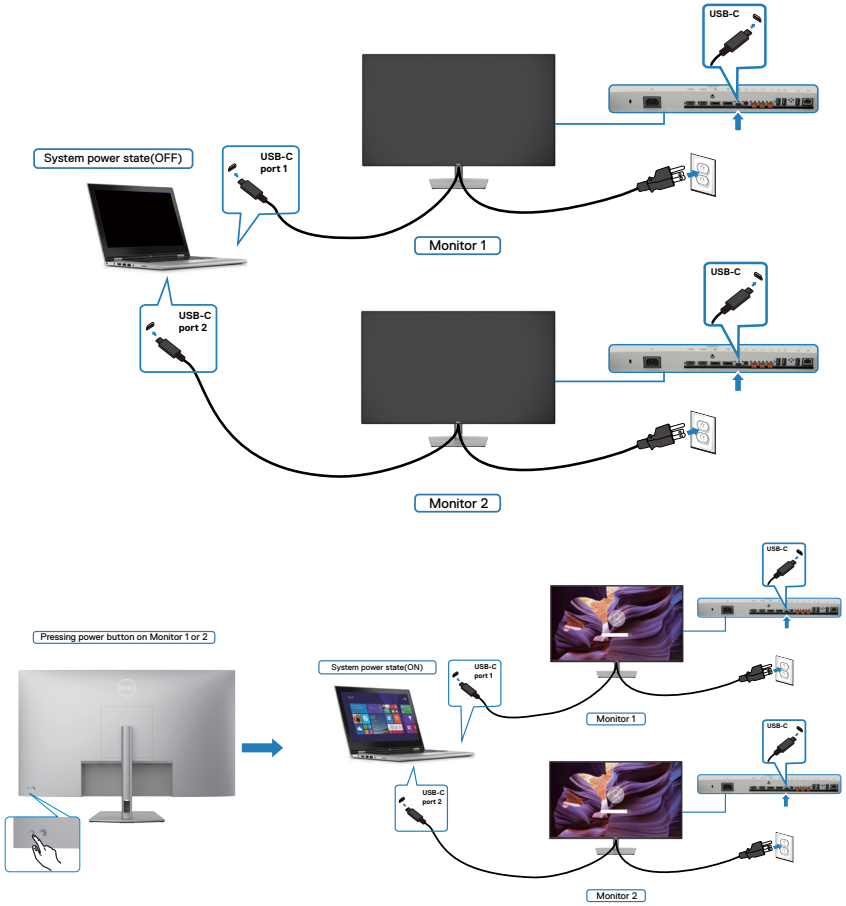 USB-C
System power state(OFF)
USB-C
port 1
Monitor 1
USB-C
USB-C
port 2
Monitor 2
USB-C
Pressing power button on Monitor 1 or 2
DELL
System power state(ON)
USB-C
port 1
Monitor 1
USB-C
USB-C
port 2
Monitor 2